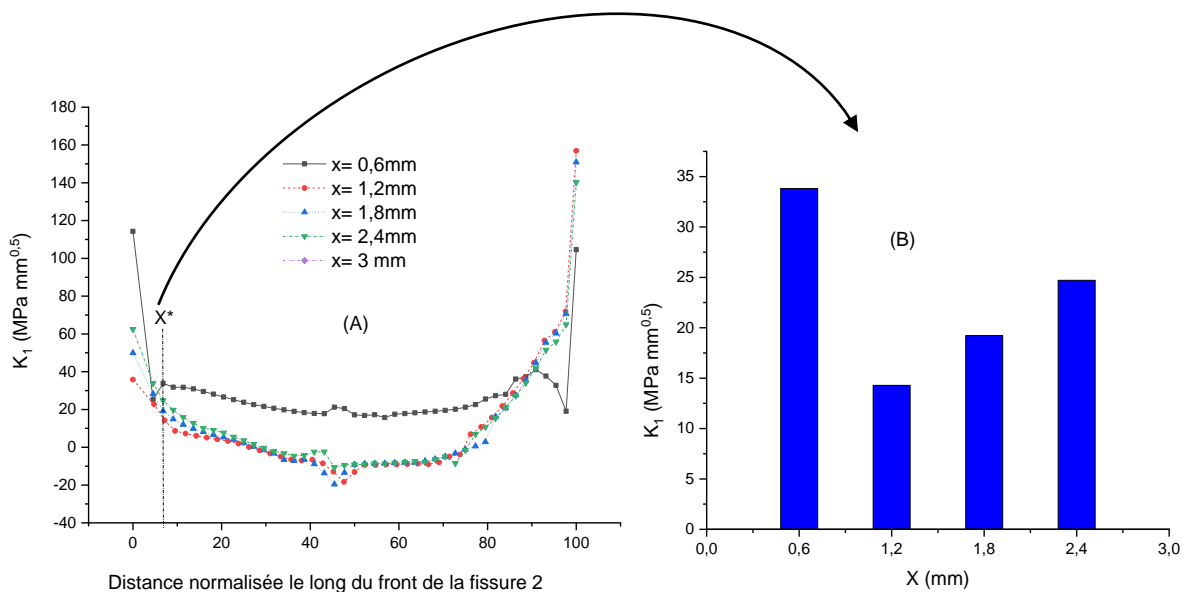 180
160
140
120
100
80
60
40
20
0
-20
-40
K1 (MPa mm0,5)
x= 0,6mm
x= 1,2mm
x= 1,8mm
x= 2,4mm
x= 3 mm
X*
(A)
0 20 40 60 80 100
Distance normalisée le long du front de la fissure 2
35
30
25
20
15
10
5
0
K1 (MPa mm0,5)
(B)
0,0 0,6 1,2 1,8 2,4 3,0
X (mm)